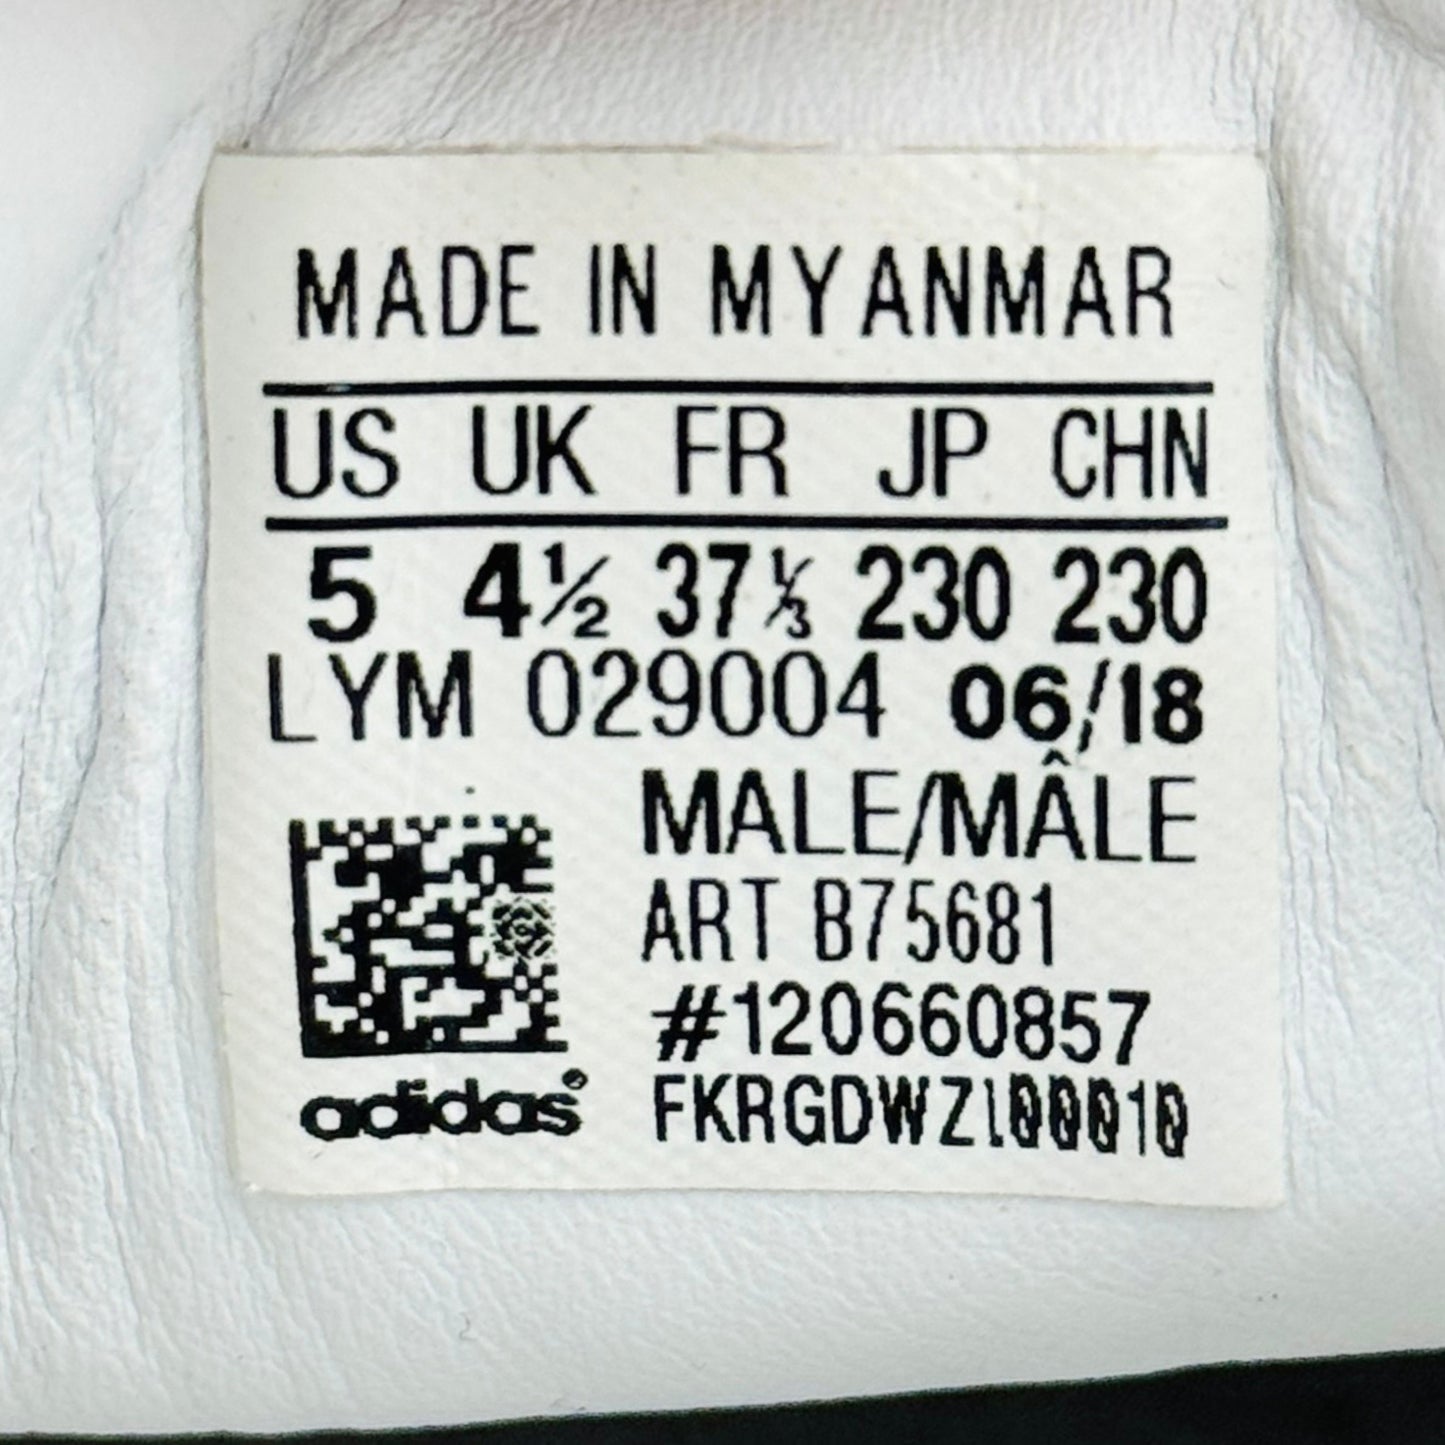 MADE IN MYANMAR
US UK FR JP CHN
5 4½ 37⅓ 230 230
LYM 029004 06/18
MALE/MÂLE
ART B75681
#120660857
adidas® FKRGDWZ100010